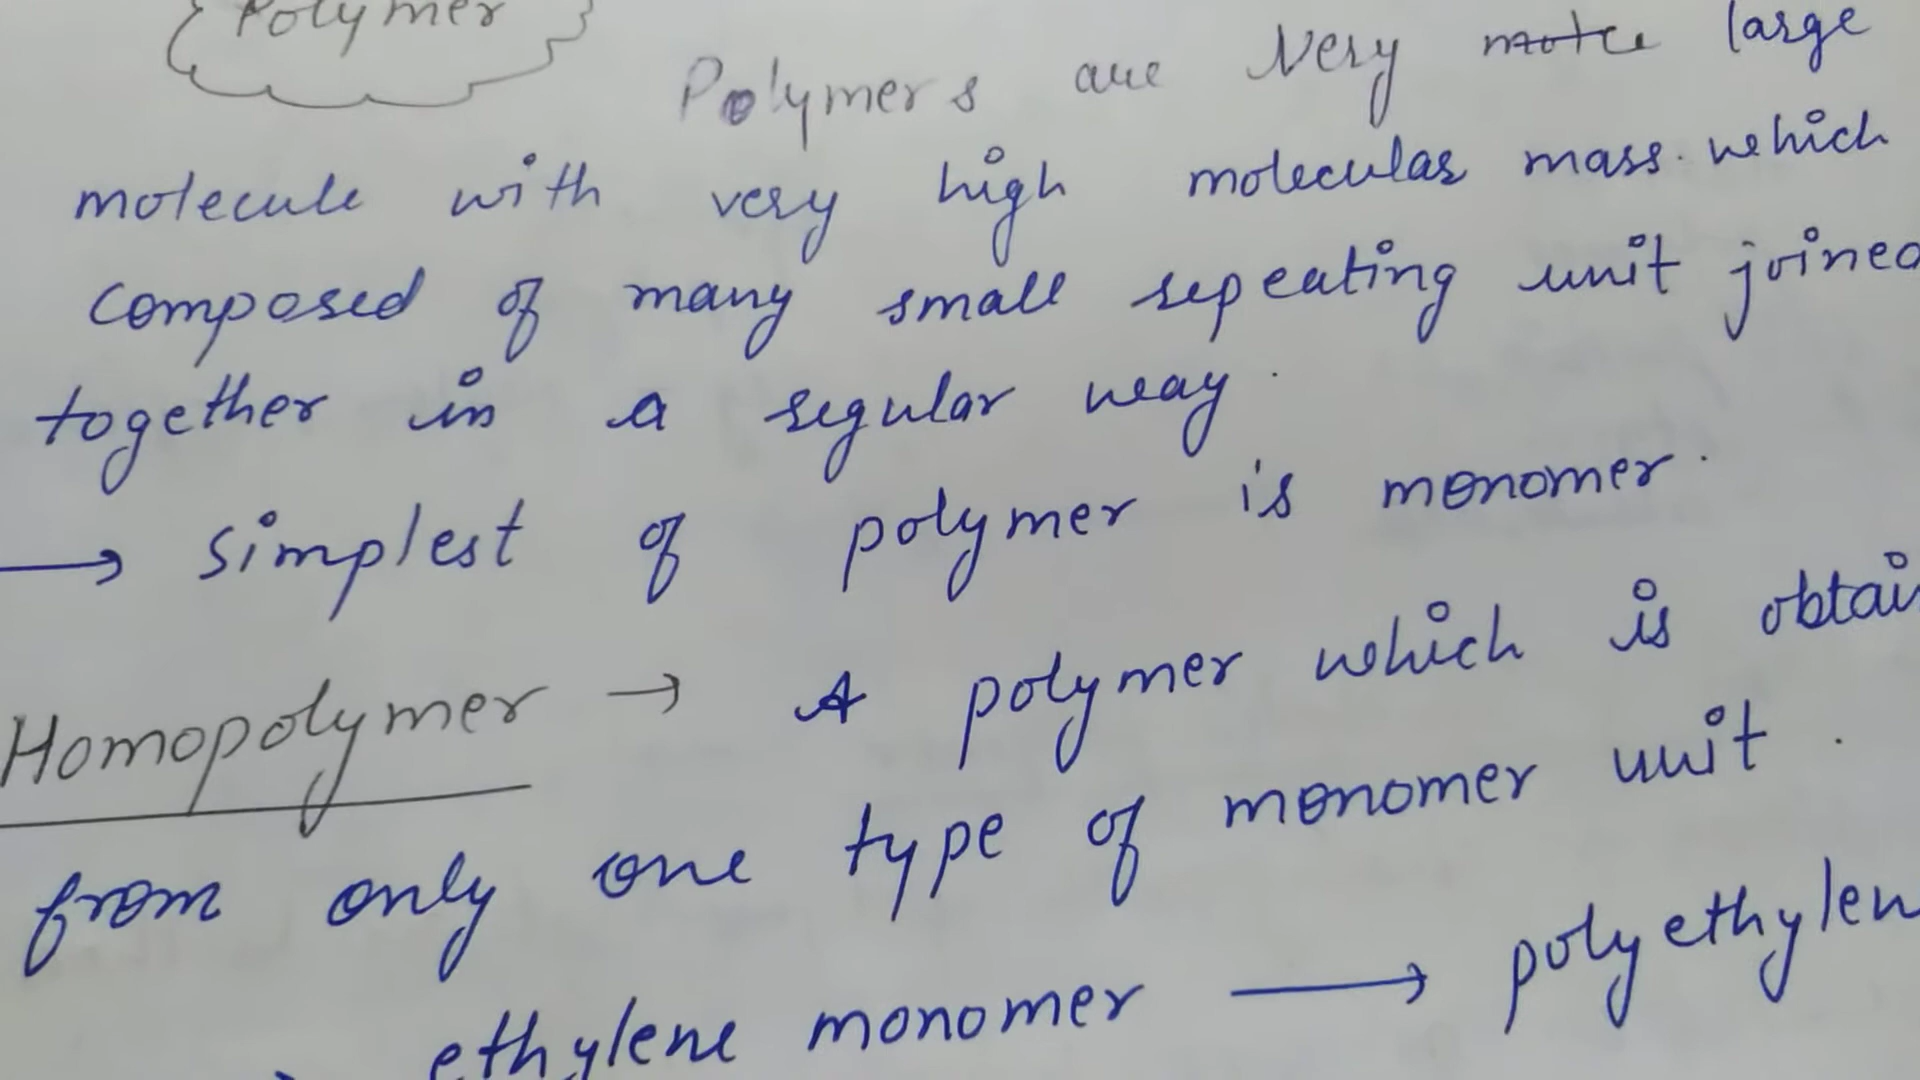 Polymer
Polymers are very large
molecule with very high molecular mass. which
composed of many small repeating unit joined
together in a regular way.
→ simplest of polymer is monomer.
Homopolymer → A polymer which is obtai
from only one type of monomer unit.
ethylene monomer → polyethylen